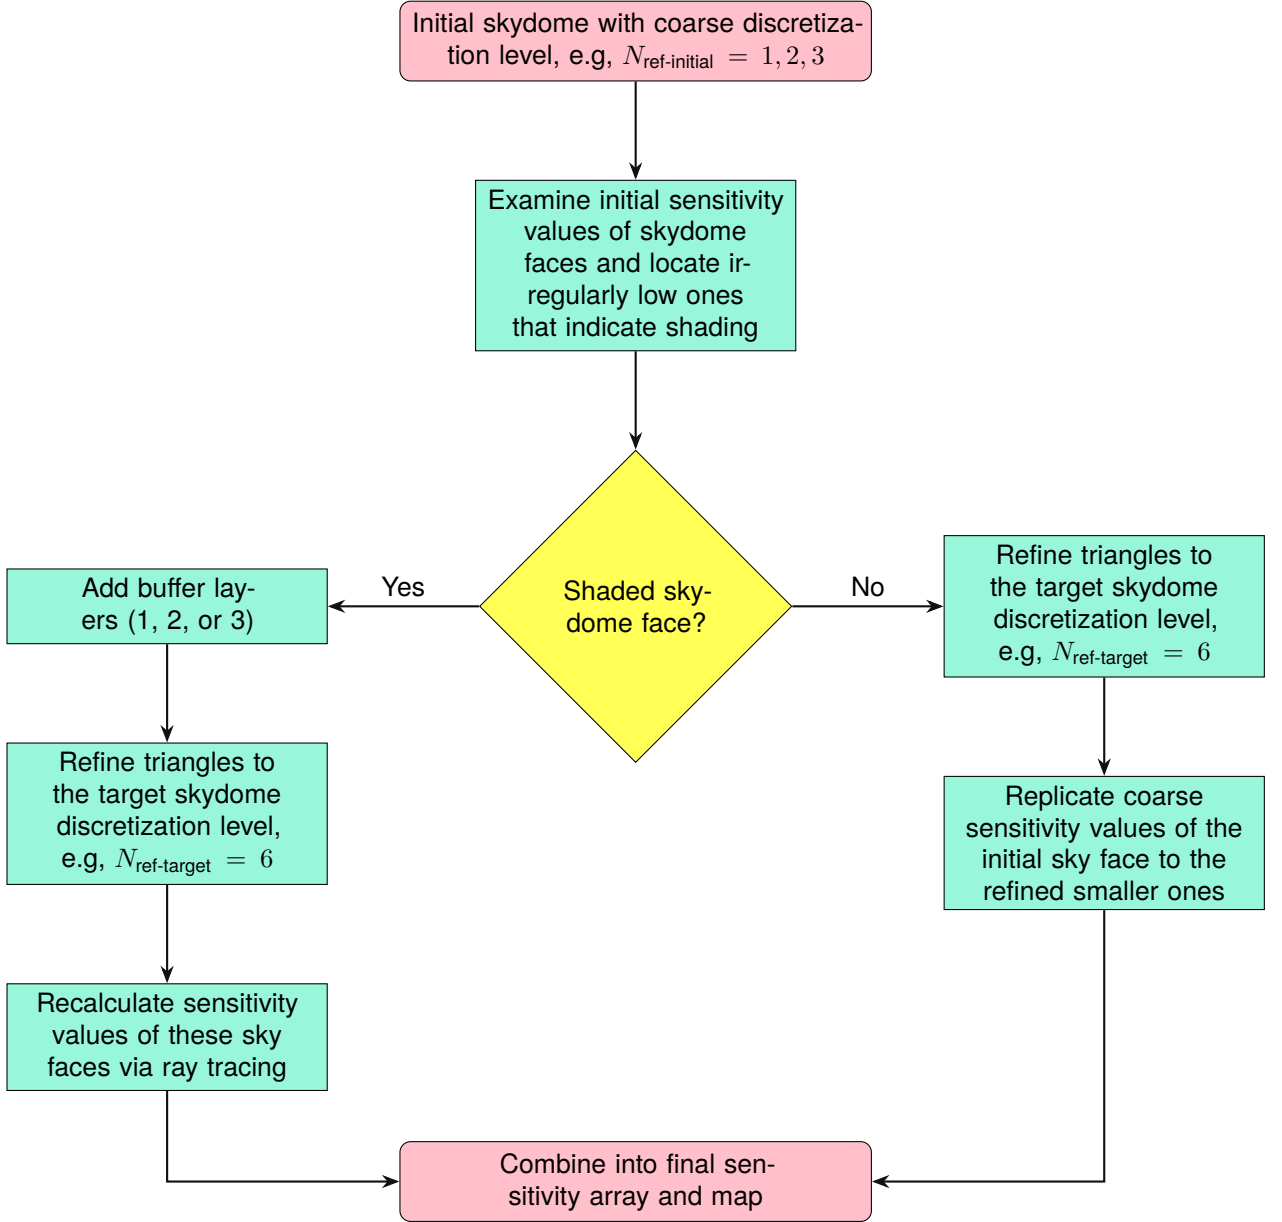 Initial skydome with coarse discretiza-
tion level, e.g, N_ref-initial = 1, 2, 3
Examine initial sensitivity
values of skydome
faces and locate ir-
regularly low ones
that indicate shading
Shaded sky-
dome face?
Yes
No
Add buffer lay-
ers (1, 2, or 3)
Refine triangles to
the target skydome
discretization level,
e.g, N_ref-target = 6
Recalculate sensitivity
values of these sky
faces via ray tracing
Refine triangles to
the target skydome
discretization level,
e.g, N_ref-target = 6
Replicate coarse
sensitivity values of the
initial sky face to the
refined smaller ones
Combine into final sen-
sitivity array and map